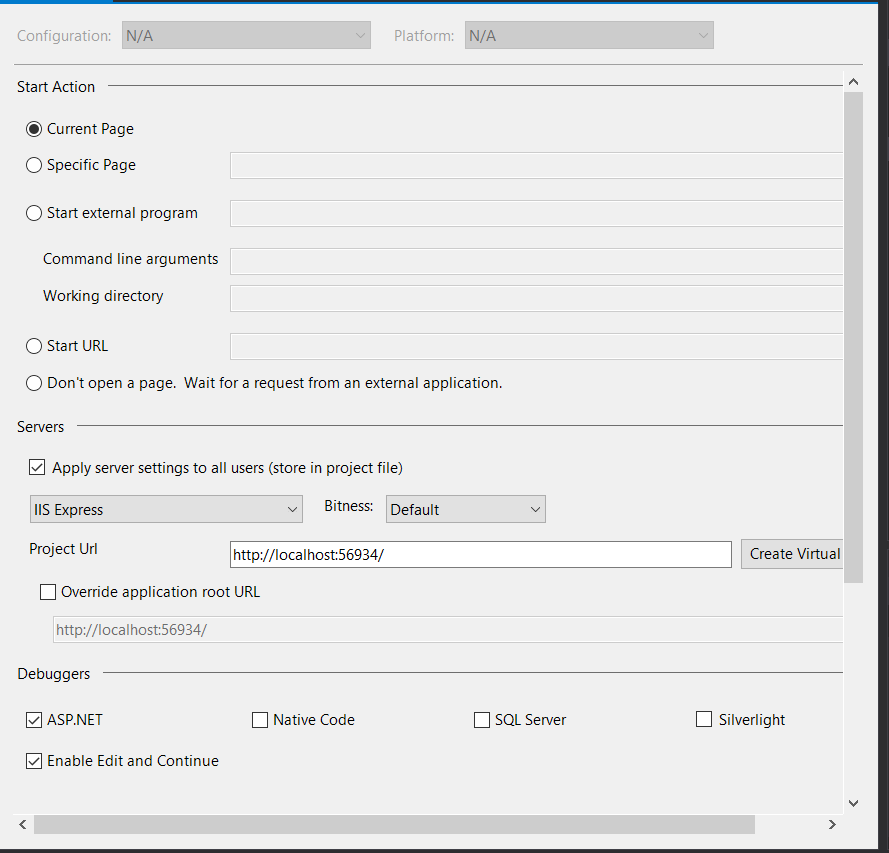 Configuration: N/A Platform: N/A
Start Action
Current Page
Specific Page
Start external program
Command line arguments
Working directory
Start URL
Don't open a page.  Wait for a request from an external application.
Servers
Apply server settings to all users (store in project file)
IIS Express Bitness: Default
Project Url http://localhost:56934/ Create Virtual
Override application root URL
http://localhost:56934/
Debuggers
ASP.NET Native Code SQL Server Silverlight
Enable Edit and Continue